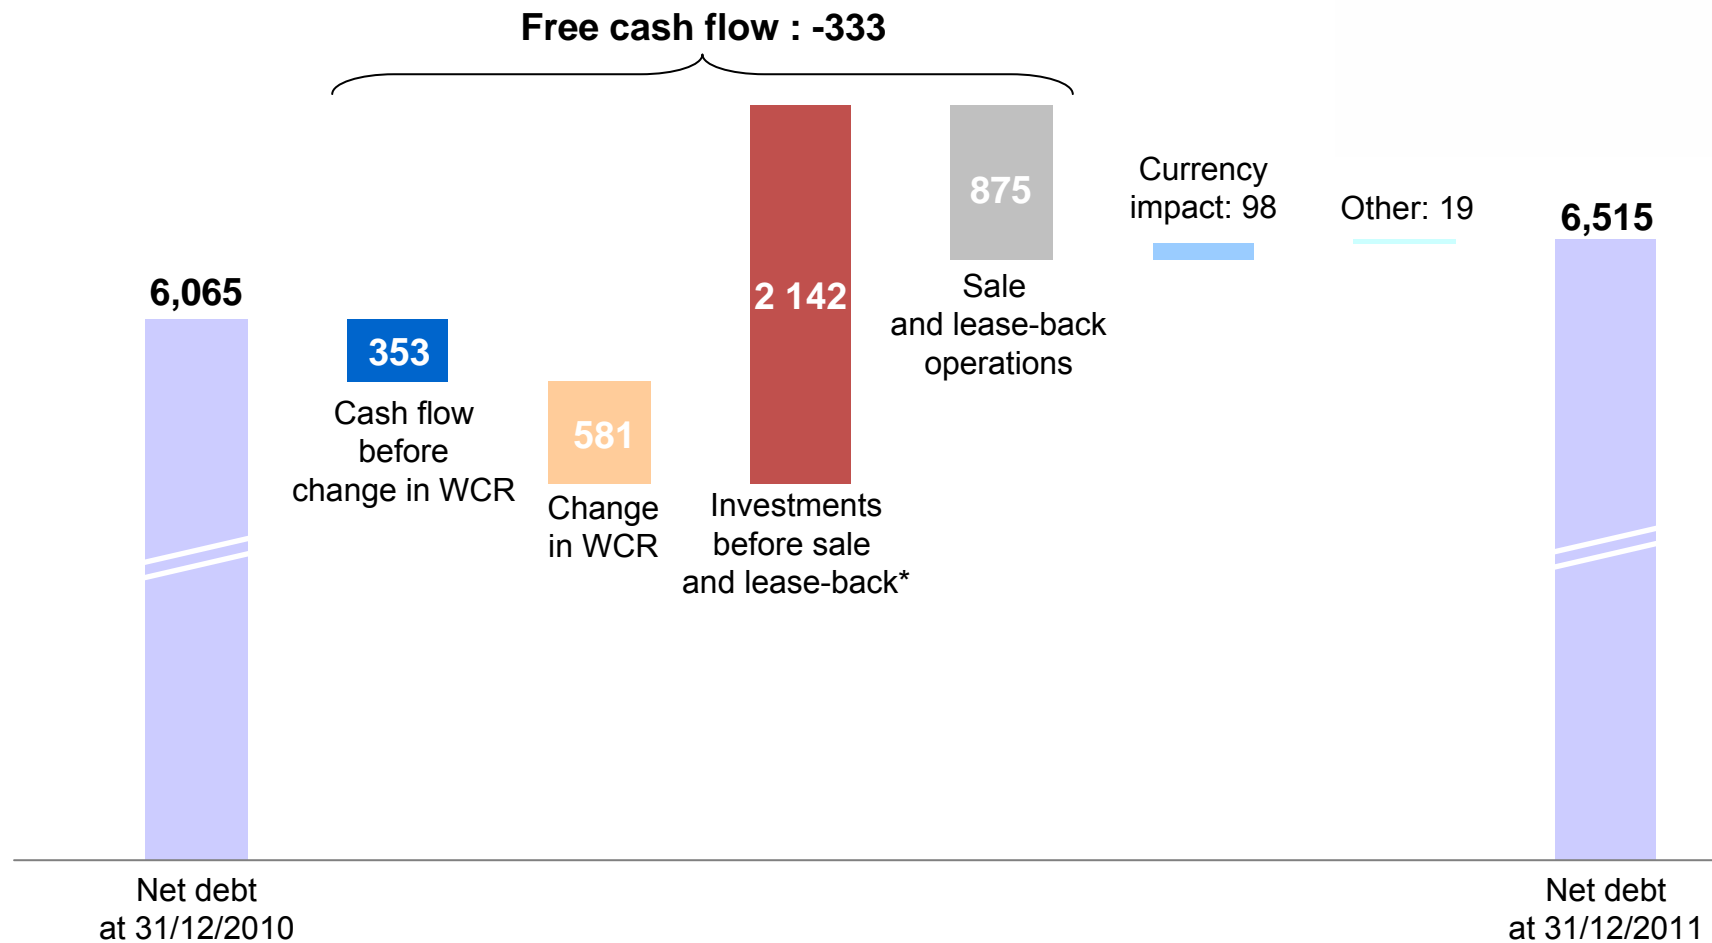 Free cash flow : -333
6,065
353
Cash flow
before
change in WCR
581
Change
in WCR
2 142
Investments
before sale
and lease-back*
875
Sale
and lease-back
operations
Currency
impact: 98
Other: 19
6,515
Net debt
at 31/12/2010
Net debt
at 31/12/2011